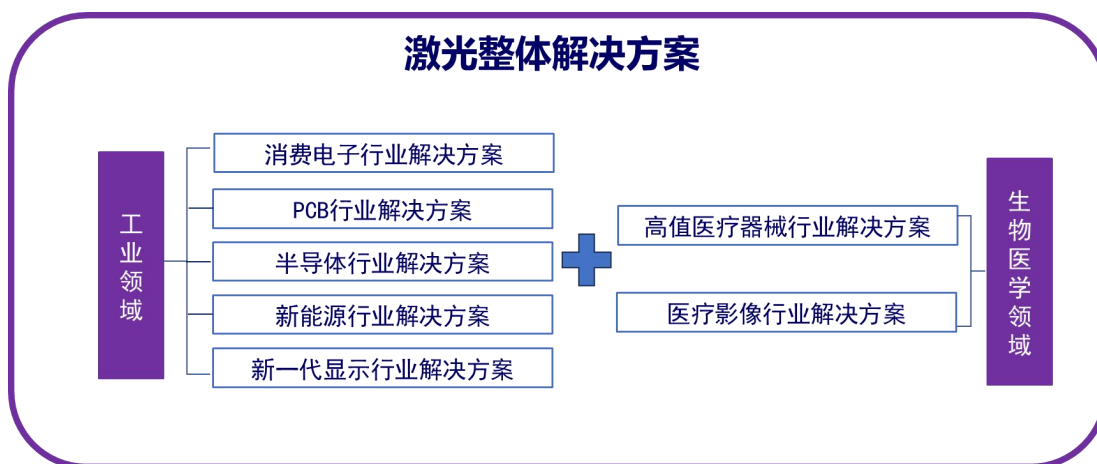 激光整体解决方案
工业领域
消费电子行业解决方案
PCB行业解决方案
半导体行业解决方案
新能源行业解决方案
新一代显示行业解决方案
高值医疗器械行业解决方案
医疗影像行业解决方案
生物医学领域